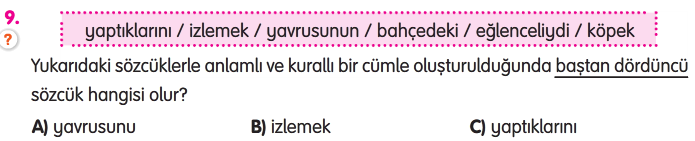 9.
?
yaptıklarını / izlemek / yavrusunun / bahçedeki / eğlenceliydi / köpek
Yukarıdaki sözcüklerle anlamlı ve kurallı bir cümle oluşturulduğunda baştan dördüncü
sözcük hangisi olur?
A) yavrusunu B) izlemek C) yaptıklarını